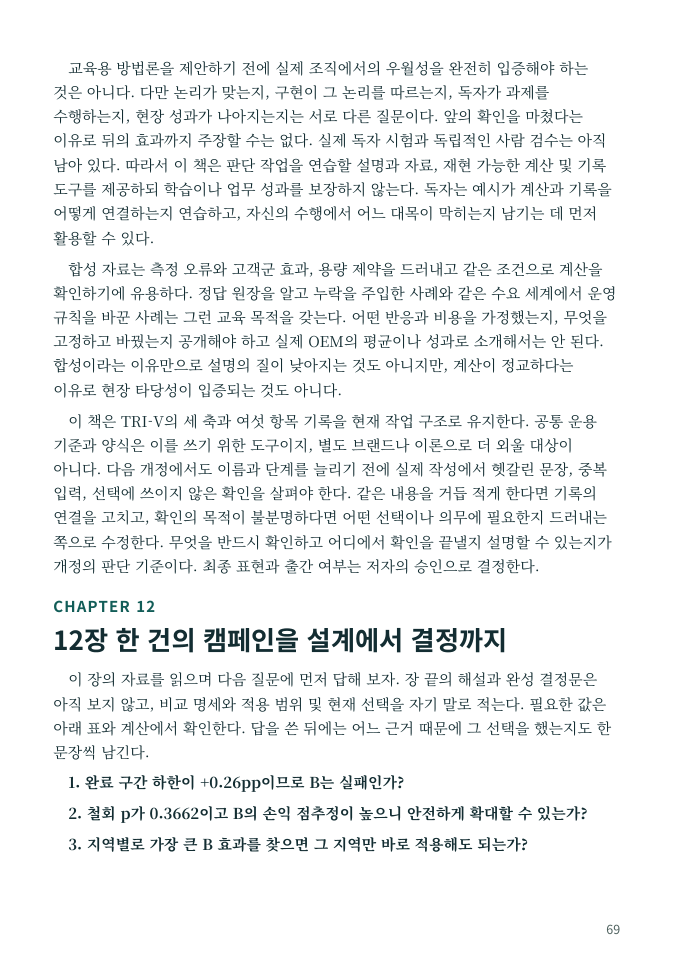 교육용 방법론을 제안하기 전에 실제 조직에서의 우월성을 완전히 입증해야 하는
것은 아니다. 다만 논리가 맞는지, 구현이 그 논리를 따르는지, 독자가 과제를
수행하는지, 현장 성과가 나아지는지는 서로 다른 질문이다. 앞의 확인을 마쳤다는
이유로 뒤의 효과까지 주장할 수는 없다. 실제 독자 시험과 독립적인 사람 검수는 아직
남아 있다. 따라서 이 책은 판단 작업을 연습할 설명과 자료, 재현 가능한 계산 및 기록
도구를 제공하되 학습이나 업무 성과를 보장하지 않는다. 독자는 예시가 계산과 기록을
어떻게 연결하는지 연습하고, 자신의 수행에서 어느 대목이 막히는지 남기는 데 먼저
활용할 수 있다.
합성 자료는 측정 오류와 고객군 효과, 용량 제약을 드러내고 같은 조건으로 계산을
확인하기에 유용하다. 정답 원장을 알고 누락을 주입한 사례와 같은 수요 세계에서 운영
규칙을 바꾼 사례는 그런 교육 목적을 갖는다. 어떤 반응과 비용을 가정했는지, 무엇을
고정하고 바꿨는지 공개해야 하고 실제 OEM의 평균이나 성과로 소개해서는 안 된다.
합성이라는 이유만으로 설명의 질이 낮아지는 것도 아니지만, 계산이 정교하다는
이유로 현장 타당성이 입증되는 것도 아니다.
이 책은 TRI-V의 세 축과 여섯 항목 기록을 현재 작업 구조로 유지한다. 공통 운용
기준과 양식은 이를 쓰기 위한 도구이지, 별도 브랜드나 이론으로 더 외울 대상이
아니다. 다음 개정에서도 이름과 단계를 늘리기 전에 실제 작성에서 헷갈린 문장, 중복
입력, 선택에 쓰이지 않은 확인을 살펴야 한다. 같은 내용을 거듭 적게 한다면 기록의
연결을 고치고, 확인의 목적이 불분명하다면 어떤 선택이나 의무에 필요한지 드러내는
쪽으로 수정한다. 무엇을 반드시 확인하고 어디에서 확인을 끝낼지 설명할 수 있는지가
개정의 판단 기준이다. 최종 표현과 출간 여부는 저자의 승인으로 결정한다.
CHAPTER 12
12장 한 건의 캠페인을 설계에서 결정까지
이 장의 자료를 읽으며 다음 질문에 먼저 답해 보자. 장 끝의 해설과 완성 결정문은
아직 보지 않고, 비교 명세와 적용 범위 및 현재 선택을 자기 말로 적는다. 필요한 값은
아래 표와 계산에서 확인한다. 답을 쓴 뒤에는 어느 근거 때문에 그 선택을 했는지도 한
문장씩 남긴다.
1. 완료 구간 하한이 +0.26pp이므로 B는 실패인가?
2. 철회 p가 0.3662이고 B의 손익 점추정이 높으니 안전하게 확대할 수 있는가?
3. 지역별로 가장 큰 B 효과를 찾으면 그 지역만 바로 적용해도 되는가?
69